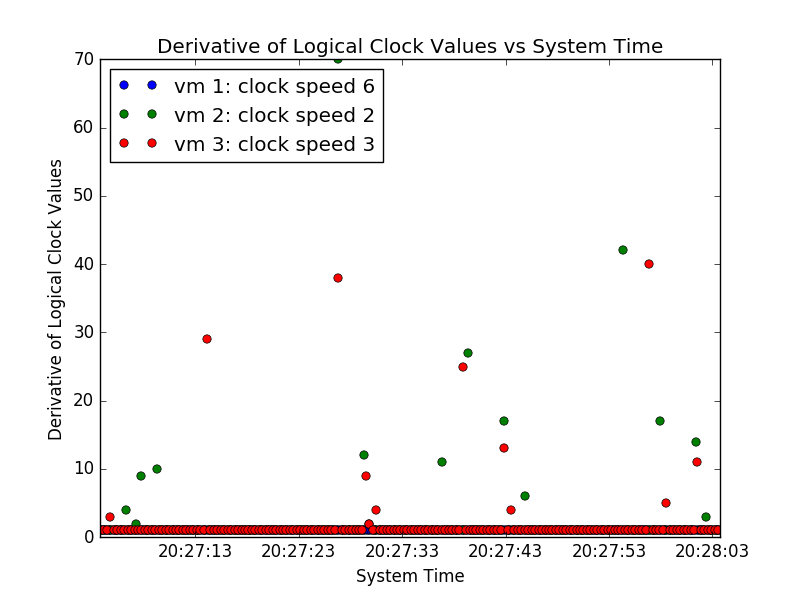 Derivative of Logical Clock Values vs System Time
vm 1: clock speed 6
vm 2: clock speed 2
vm 3: clock speed 3
Derivative of Logical Clock Values
70
60
50
40
30
20
10
0
20:27:13 20:27:23 20:27:33 20:27:43 20:27:53 20:28:03
System Time